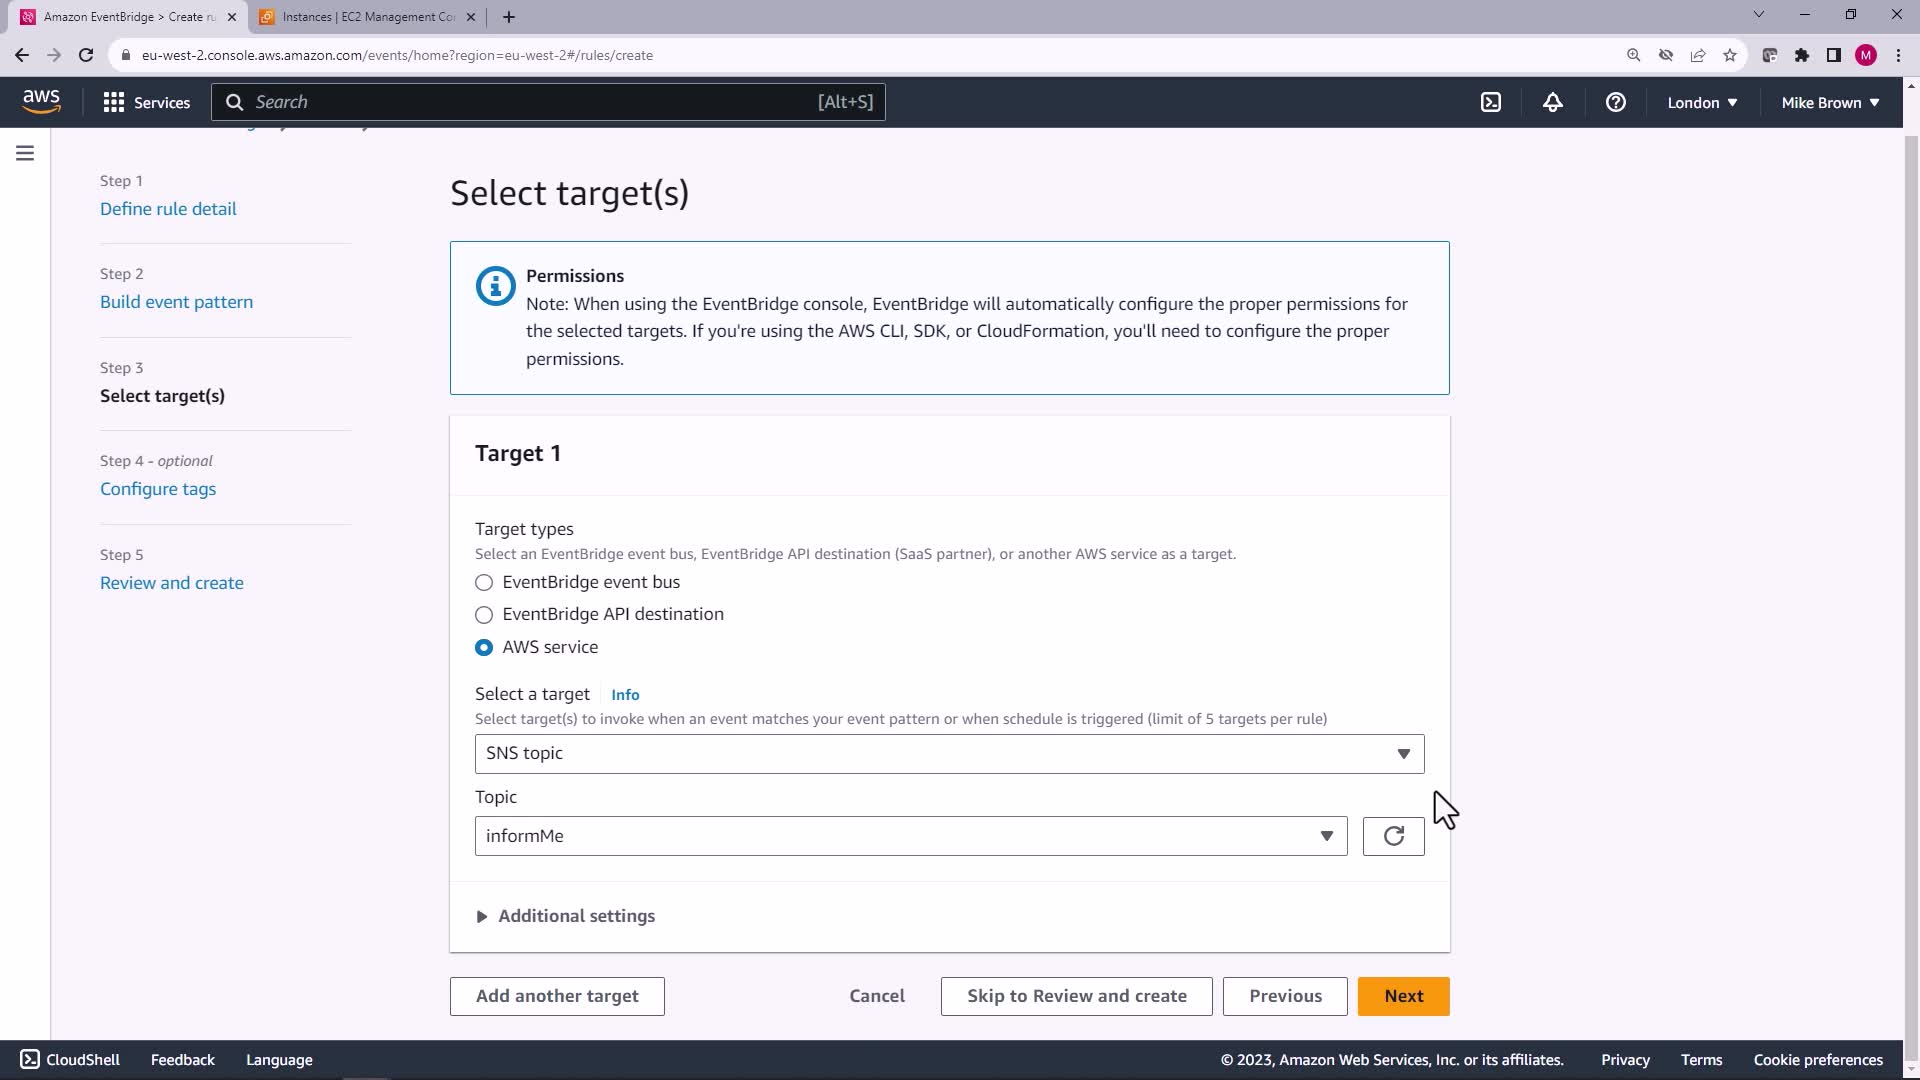 Amazon EventBridge > Create ru
Instances | EC2 Management Co
eu-west-2.console.aws.amazon.com/events/home?region=eu-west-2#/rules/create
M
aws
Services
Search
[Alt+S]
London
Mike Brown
Step 1
Define rule detail
Step 2
Build event pattern
Step 3
Select target(s)
Step 4 - optional
Configure tags
Step 5
Review and create
Select target(s)
Permissions
Note: When using the EventBridge console, EventBridge will automatically configure the proper permissions for
the selected targets. If you're using the AWS CLI, SDK, or CloudFormation, you'll need to configure the proper
permissions.
Target 1
Target types
Select an EventBridge event bus, EventBridge API destination (SaaS partner), or another AWS service as a target.
EventBridge event bus
EventBridge API destination
AWS service
Select a target
Info
Select target(s) to invoke when an event matches your event pattern or when schedule is triggered (limit of 5 targets per rule)
SNS topic
Topic
informMe
Additional settings
Add another target
Cancel
Skip to Review and create
Previous
Next
CloudShell
Feedback
Language
© 2023, Amazon Web Services, Inc. or its affiliates.
Privacy
Terms
Cookie preferences